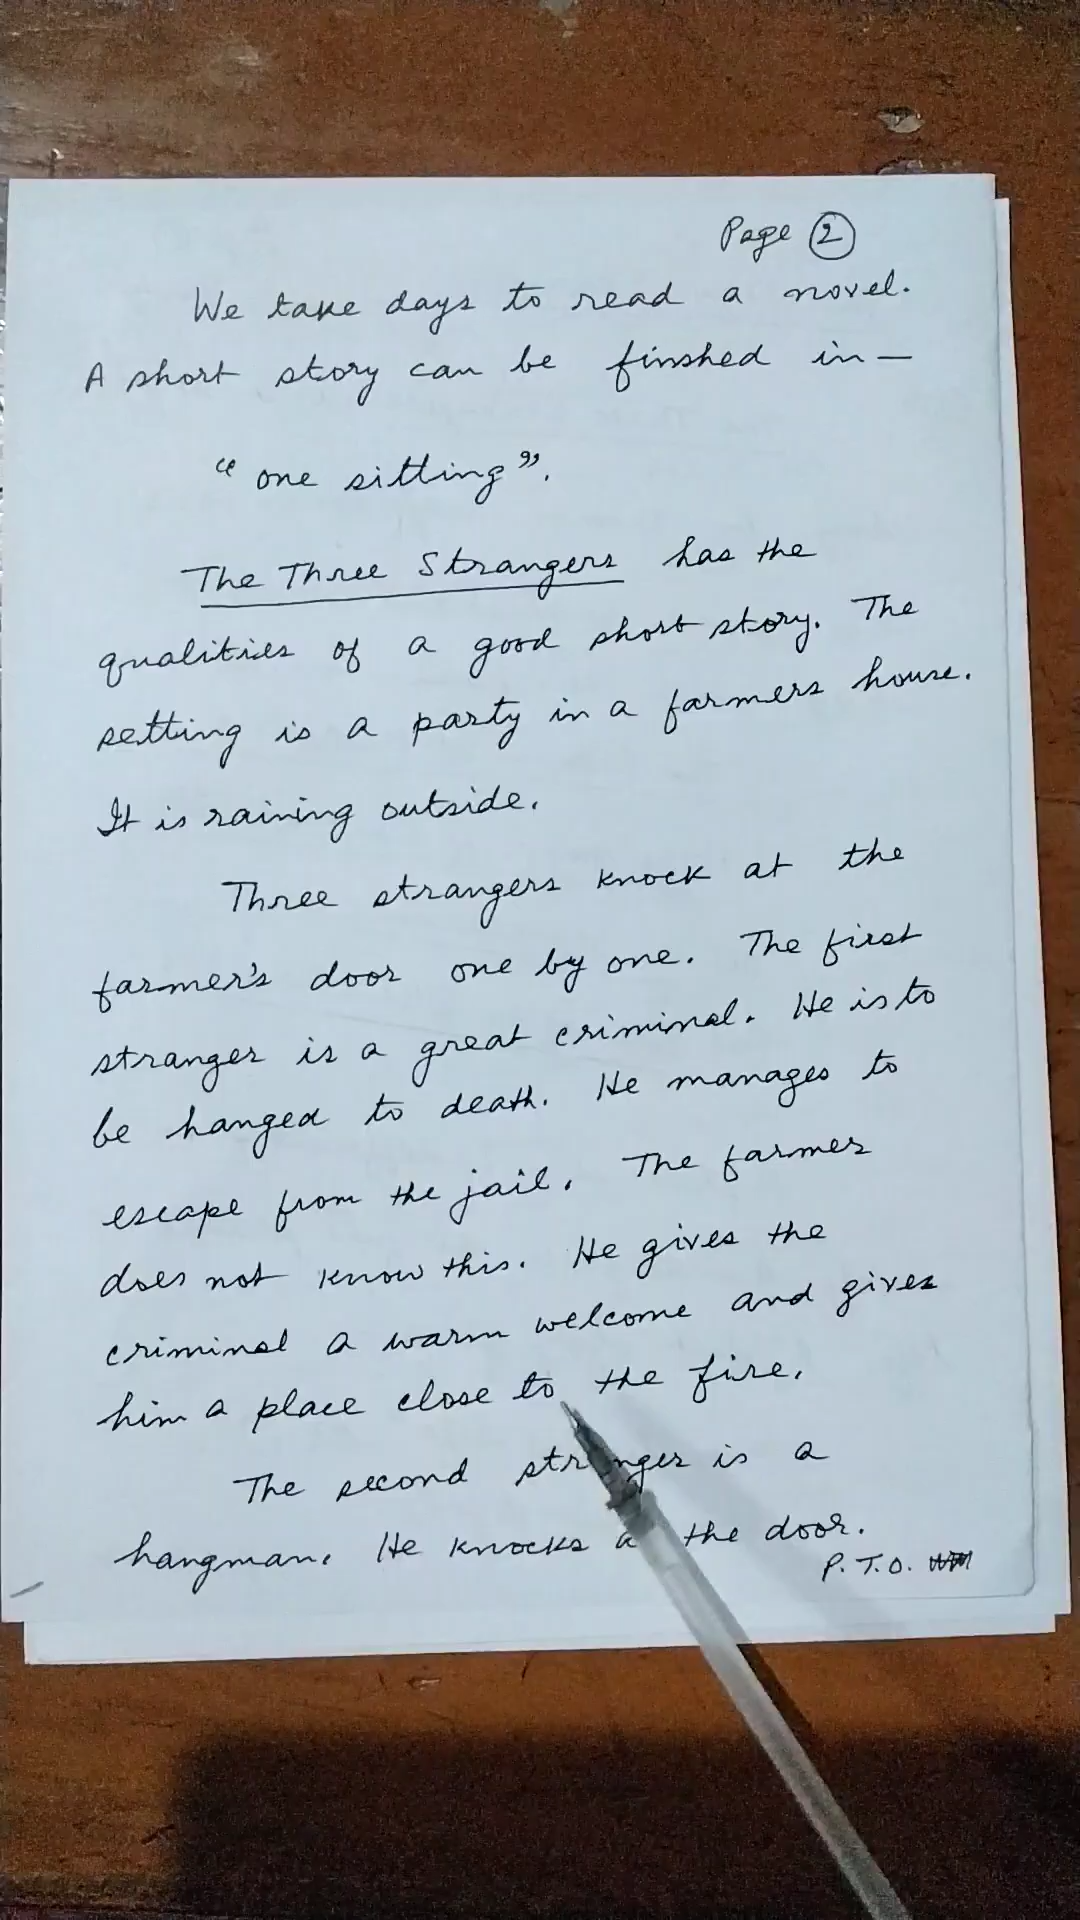 Page 2
We take days to read a novel.
A short story can be finshed in—
"one sitting".
The Three Strangers has the
qualities of a good short story. The
setting is a party in a farmers house.
It is raining outside.
Three strangers knock at the
farmer's door one by one. The first
stranger is a great criminal. He is to
be hanged to death. He manages to
escape from the jail. The farmer
does not know this. He gives the
criminal a warm welcome and gives
him a place close to the fire.
The second stranger is a
hangman. He knocks the door.
P.T.O.